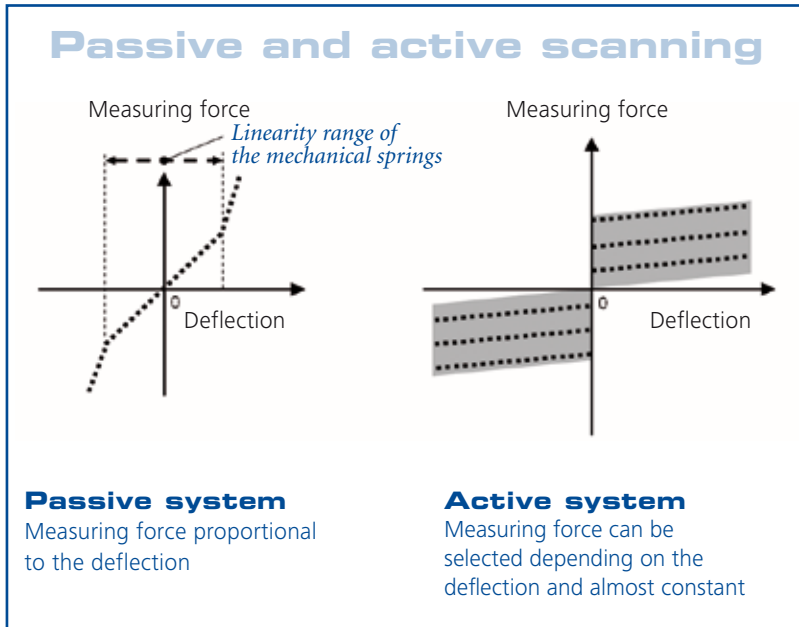 Passive and active scanning
Measuring force
Linearity range of
the mechanical springs
0
Deflection
Measuring force
0
Deflection
Passive system
Measuring force proportional
to the deflection
Active system
Measuring force can be
selected depending on the
deflection and almost constant